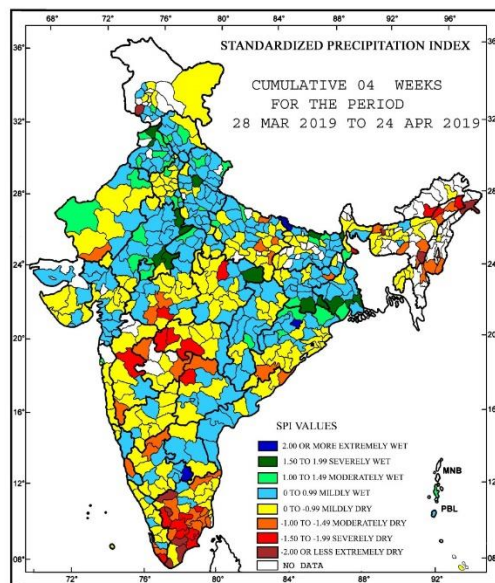 68° 72° 76° 80° 84° 88° 92° 96°
STANDARDIZED PRECIPITATION INDEX
CUMULATIVE 04 WEEKS
FOR THE PERIOD
28 MAR 2019 TO 24 APR 2019
36°
32°
28°
24°
20°
16°
12°
08°
36°
32°
28°
24°
20°
16°
12°
08°
SPI VALUES
2.00 OR MORE EXTREMELY WET
1.50 TO 1.99 SEVERELY WET
1.00 TO 1.49 MODERATELY WET
0 TO 0.99 MILDLY WET
0 TO -0.99 MILDLY DRY
-1.00 TO -1.49 MODERATELY DRY
-1.50 TO -1.99 SEVERELY DRY
-2.00 OR LESS EXTREMELY DRY
NO DATA
MNB
PBL
72° 76° 80° 84° 88° 92°